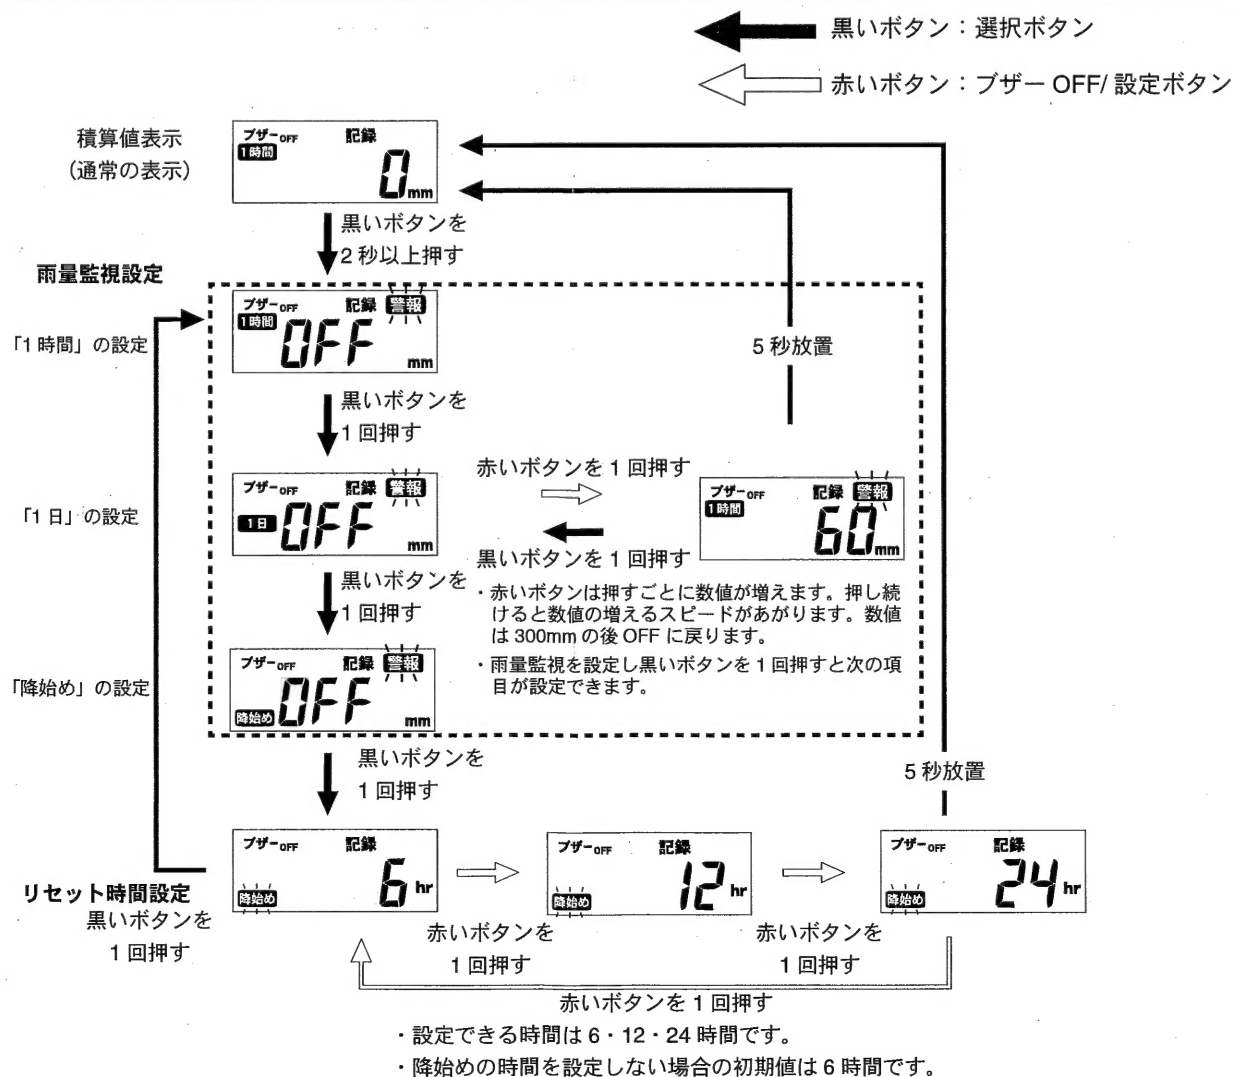 黒いボタン：選択ボタン
赤いボタン：ブザー OFF/ 設定ボタン
積算値表示
(通常の表示)
ブザーOFF 記録
1時間
0mm
黒いボタンを
2 秒以上押す
雨量監視設定
「1 時間」の設定
ブザーOFF 記録 警報
1時間
OFF mm
5 秒放置
黒いボタンを
1 回押す
「1 日」の設定
ブザーOFF 記録 警報
1日 OFF mm
赤いボタンを 1 回押す
黒いボタンを 1 回押す
ブザーOFF 記録 警報
1時間
60mm
・赤いボタンは押すごとに数値が増えます。押し続
けると数値の増えるスピードがあがります。数値
は 300mm の後 OFF に戻ります。
・雨量監視を設定し黒いボタンを 1 回押すと次の項
目が設定できます。
黒いボタンを
1 回押す
「降始め」の設定
ブザーOFF 記録 警報
降始め OFF mm
黒いボタンを
1 回押す
5 秒放置
リセット時間設定
黒いボタンを
1 回押す
ブザーOFF 記録
降始め 6 hr
赤いボタンを
1 回押す
ブザーOFF 記録
降始め 12 hr
赤いボタンを
1 回押す
ブザーOFF 記録
降始め 24 hr
赤いボタンを 1 回押す
・設定できる時間は 6・12・24 時間です。
・降始めの時間を設定しない場合の初期値は 6 時間です。